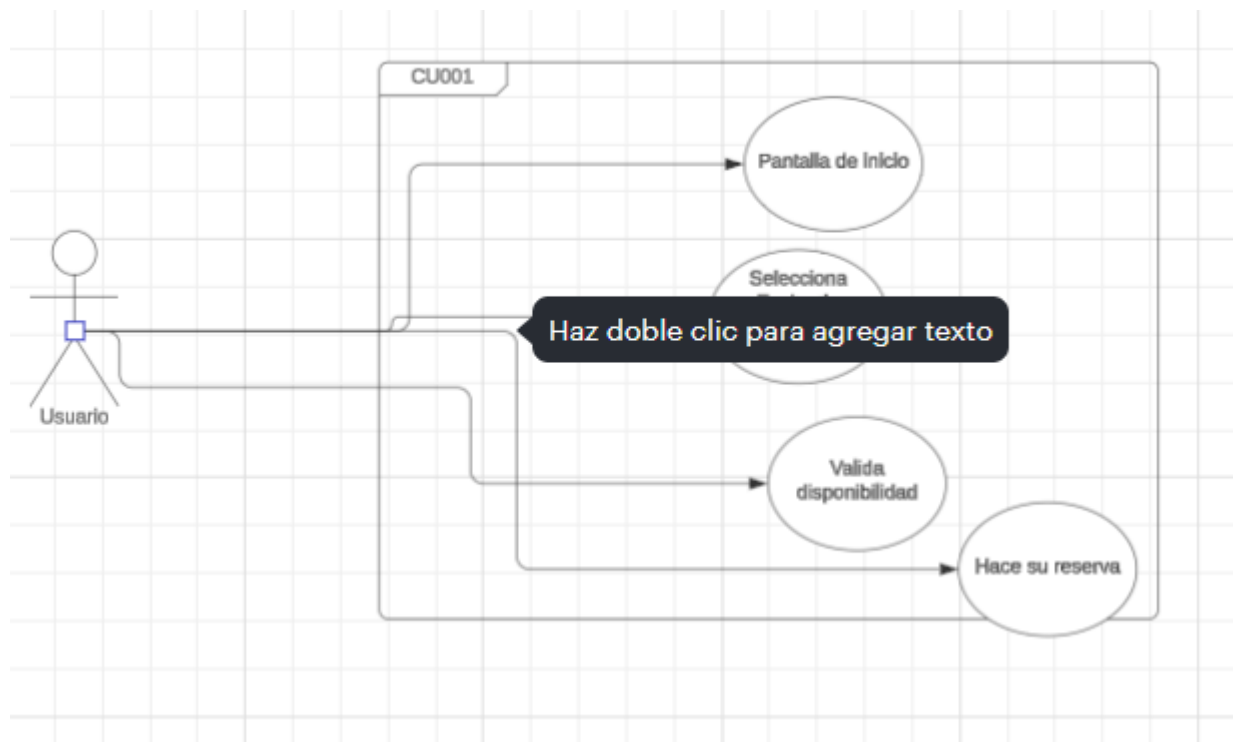 CU001
Pantalla de inicio
Selecciona
Haz doble clic para agregar texto
Usuario
Valida
disponibilidad
Hace su reserva